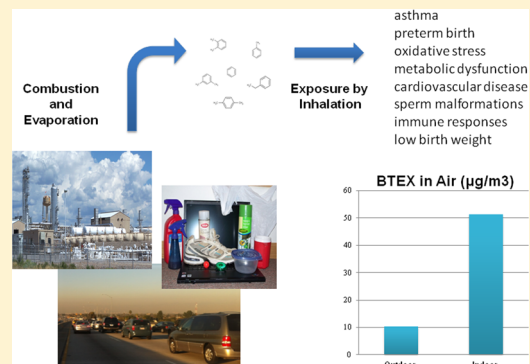 asthma
preterm birth
oxidative stress
metabolic dysfunction
cardiovascular disease
sperm malformations
immune responses
low birth weight
Combustion
and
Evaporation
Exposure by
Inhalation
BTEX in Air (µg/m3)
60
50
40
30
20
10
0